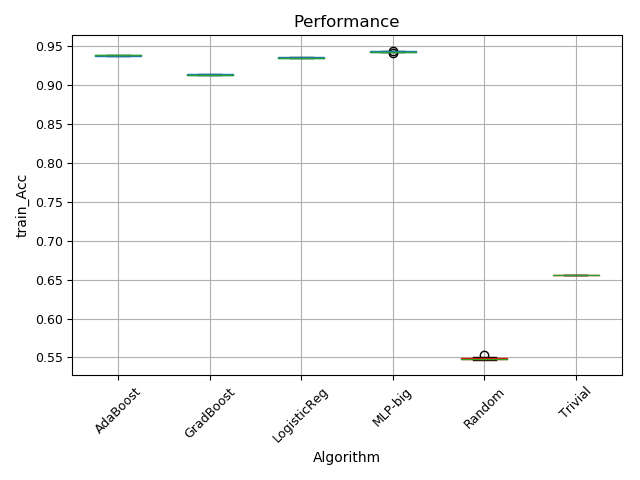 Performance
train_Acc
0.95
0.90
0.85
0.80
0.75
0.70
0.65
0.60
0.55
AdaBoost
GradBoost
LogisticReg
MLP-big
Random
Trivial
Algorithm